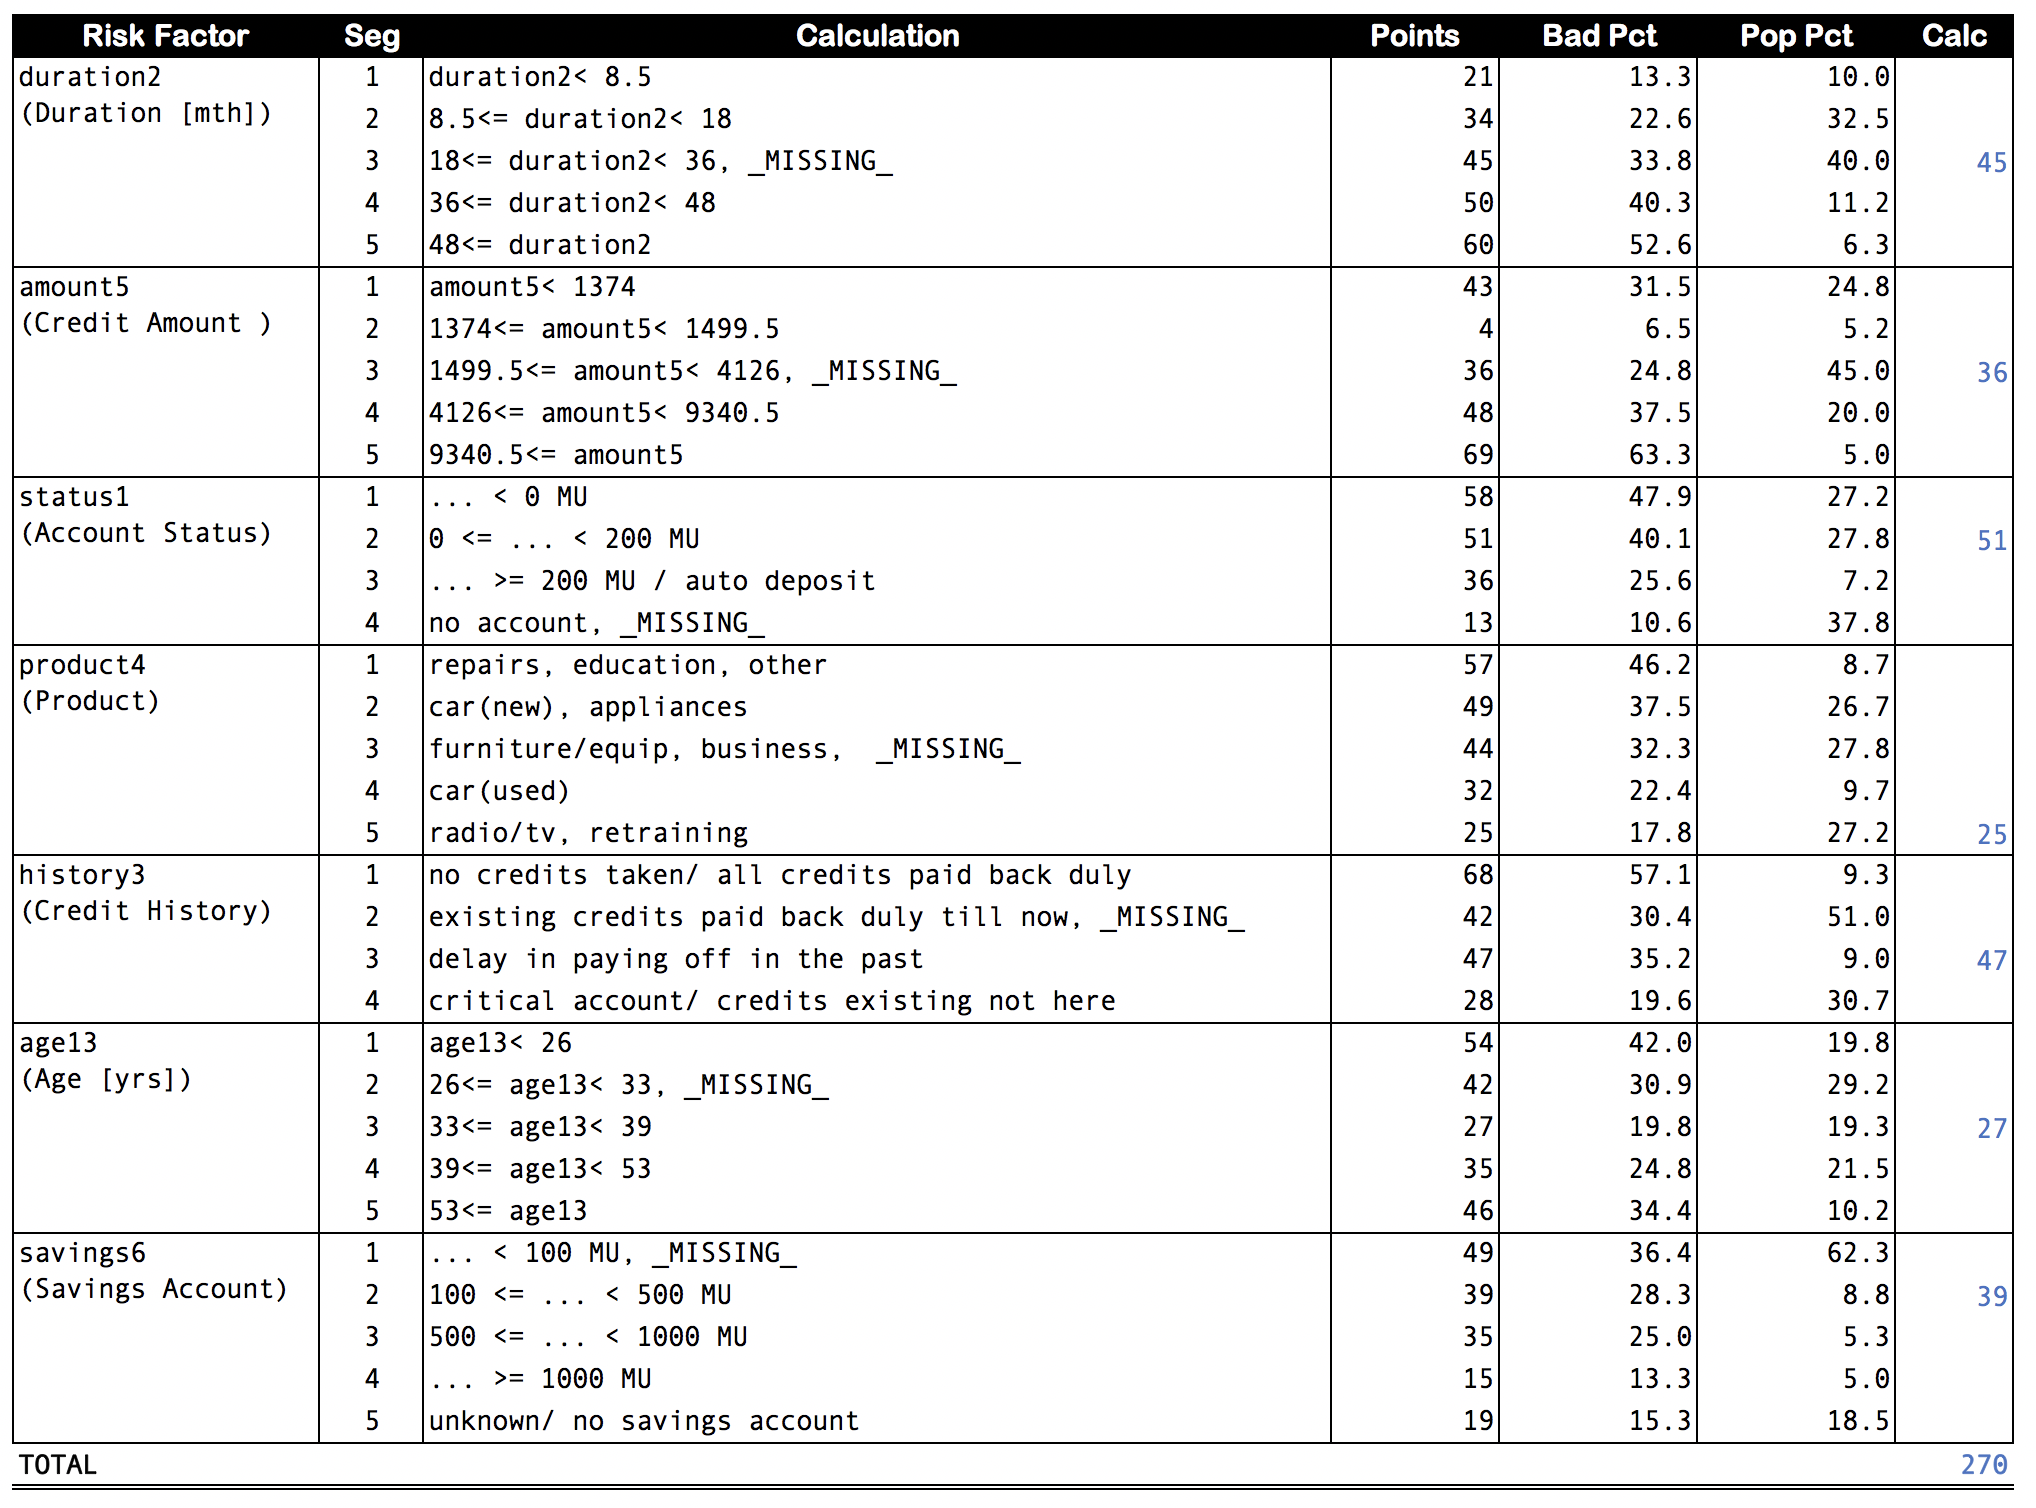 Risk Factor Seg Calculation Points Bad Pct Pop Pct Calc
duration2 1 duration2< 8.5 21 13.3 10.0
(Duration [mth]) 2 8.5<= duration2< 18 34 22.6 32.5
3 18<= duration2< 36, _MISSING_ 45 33.8 40.0 45
4 36<= duration2< 48 50 40.3 11.2
5 48<= duration2 60 52.6 6.3
amount5 1 amount5< 1374 43 31.5 24.8
(Credit Amount ) 2 1374<= amount5< 1499.5 4 6.5 5.2
3 1499.5<= amount5< 4126, _MISSING_ 36 24.8 45.0 36
4 4126<= amount5< 9340.5 48 37.5 20.0
5 9340.5<= amount5 69 63.3 5.0
status1 1 ... < 0 MU 58 47.9 27.2
(Account Status) 2 0 <= ... < 200 MU 51 40.1 27.8 51
3 ... >= 200 MU / auto deposit 36 25.6 7.2
4 no account, _MISSING_ 13 10.6 37.8
product4 1 repairs, education, other 57 46.2 8.7
(Product) 2 car(new), appliances 49 37.5 26.7
3 furniture/equip, business, _MISSING_ 44 32.3 27.8
4 car(used) 32 22.4 9.7
5 radio/tv, retraining 25 17.8 27.2 25
history3 1 no credits taken/ all credits paid back duly 68 57.1 9.3
(Credit History) 2 existing credits paid back duly till now, _MISSING_ 42 30.4 51.0
3 delay in paying off in the past 47 35.2 9.0 47
4 critical account/ credits existing not here 28 19.6 30.7
age13 1 age13< 26 54 42.0 19.8
(Age [yrs]) 2 26<= age13< 33, _MISSING_ 42 30.9 29.2
3 33<= age13< 39 27 19.8 19.3 27
4 39<= age13< 53 35 24.8 21.5
5 53<= age13 46 34.4 10.2
savings6 1 ... < 100 MU, _MISSING_ 49 36.4 62.3
(Savings Account) 2 100 <= ... < 500 MU 39 28.3 8.8 39
3 500 <= ... < 1000 MU 35 25.0 5.3
4 ... >= 1000 MU 15 13.3 5.0
5 unknown/ no savings account 19 15.3 18.5
TOTAL 270